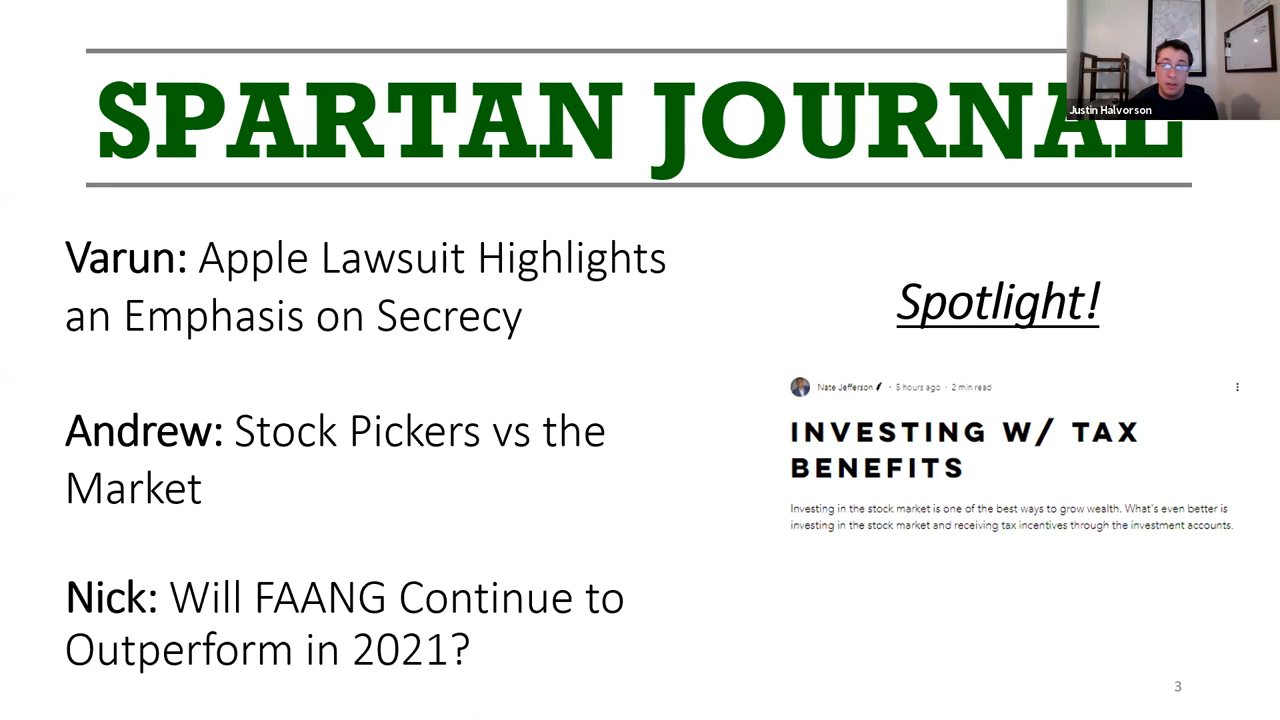 SPARTAN JOURNAL
Justin Halvorson
Varun: Apple Lawsuit Highlights
an Emphasis on Secrecy
Andrew: Stock Pickers vs the
Market
Nick: Will FAANG Continue to
Outperform in 2021?
Spotlight!
Nate Jefferson · 5 hours ago · 2 min read
INVESTING W/ TAX
BENEFITS
Investing in the stock market is one of the best ways to grow wealth. What's even better is
investing in the stock market and receiving tax incentives through the investment accounts.
3